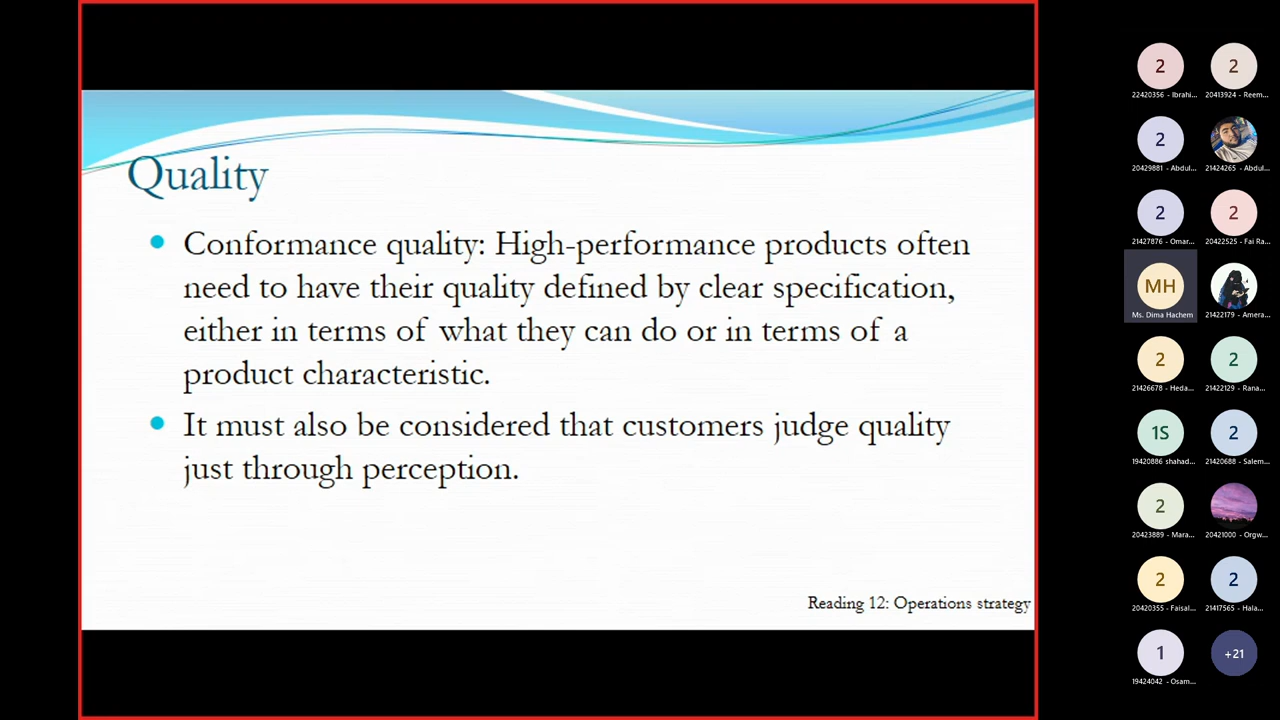 Quality
Conformance quality: High-performance products often
need to have their quality defined by clear specification,
either in terms of what they can do or in terms of a
product characteristic.
It must also be considered that customers judge quality
just through perception.
Reading 12: Operations strategy
2 2
22420356 - Ibrahi... 20413924 - Reem...
2
20429881 - Abdul... 21424265 - Abdul...
2 2
21427876 - Omar... 20422525 - Fai Ra...
MH
Ms. Dima Hachem 21422179 - Amera...
2 2
21426678 - Heda... 21422129 - Rana...
1S 2
19420886 shahad... 21420688 - Salem...
2
20423889 - Mara... 20421000 - Orgw...
2 2
20420355 - Faisal... 21417565 - Hala...
1 +21
19424042 - Osam...